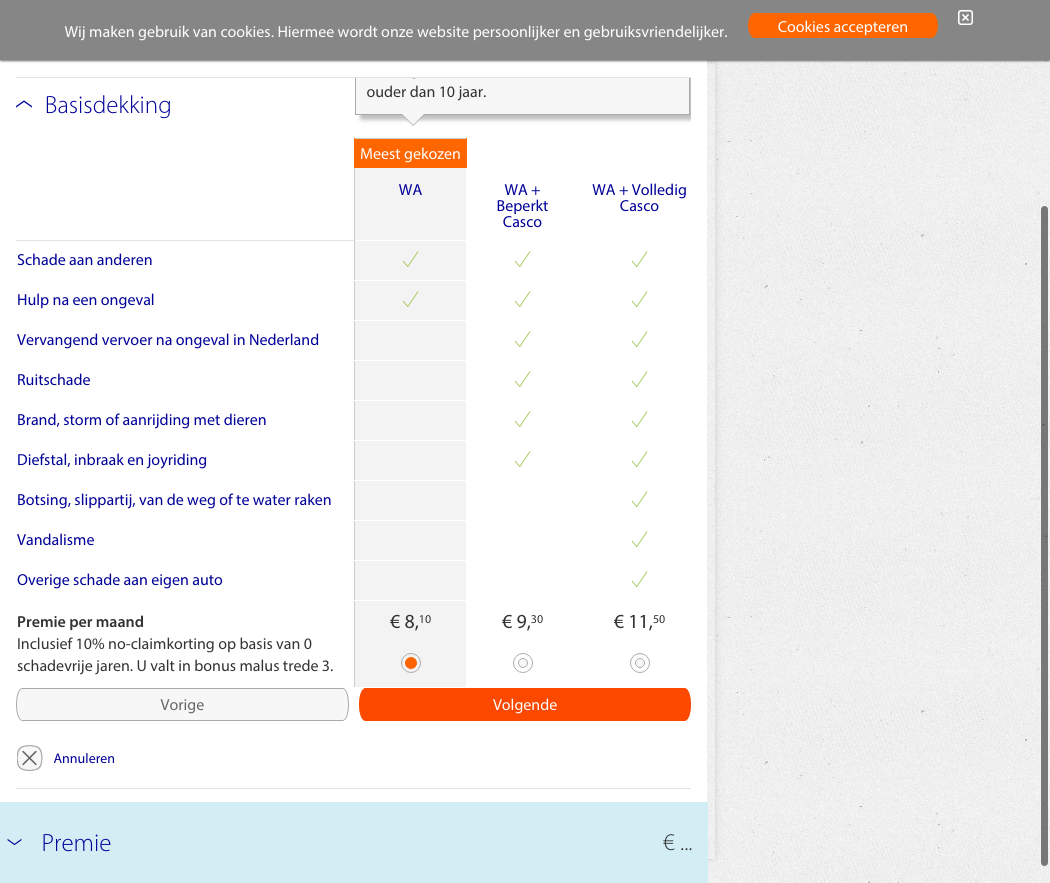 Wij maken gebruik van cookies. Hiermee wordt onze website persoonlijker en gebruiksvriendelijker.
Cookies accepteren
ouder dan 10 jaar.
Basisdekking
Meest gekozen
WA
WA +
Beperkt
Casco
WA + Volledig
Casco
Schade aan anderen
Hulp na een ongeval
Vervangend vervoer na ongeval in Nederland
Ruitschade
Brand, storm of aanrijding met dieren
Diefstal, inbraak en joyriding
Botsing, slippartij, van de weg of te water raken
Vandalisme
Overige schade aan eigen auto
Premie per maand
Inclusief 10% no-claimkorting op basis van 0
schadevrije jaren. U valt in bonus malus trede 3.
€ 8,10
€ 9,30
€ 11,50
Vorige
Volgende
Annuleren
Premie
€ ...